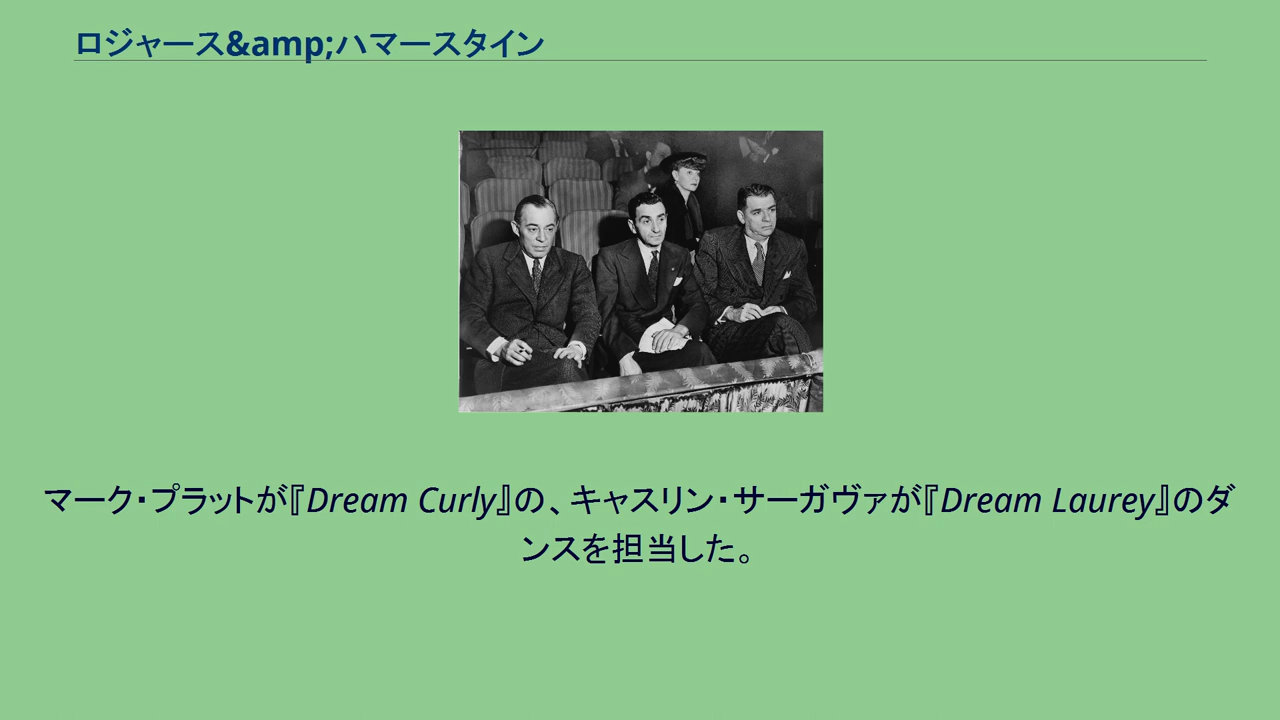 ロジャース&amp;ハマースタイン
マーク・プラットが『Dream Curly』の、キャスリン・サーガヴァが『Dream Laurey』のダ
ンスを担当した。